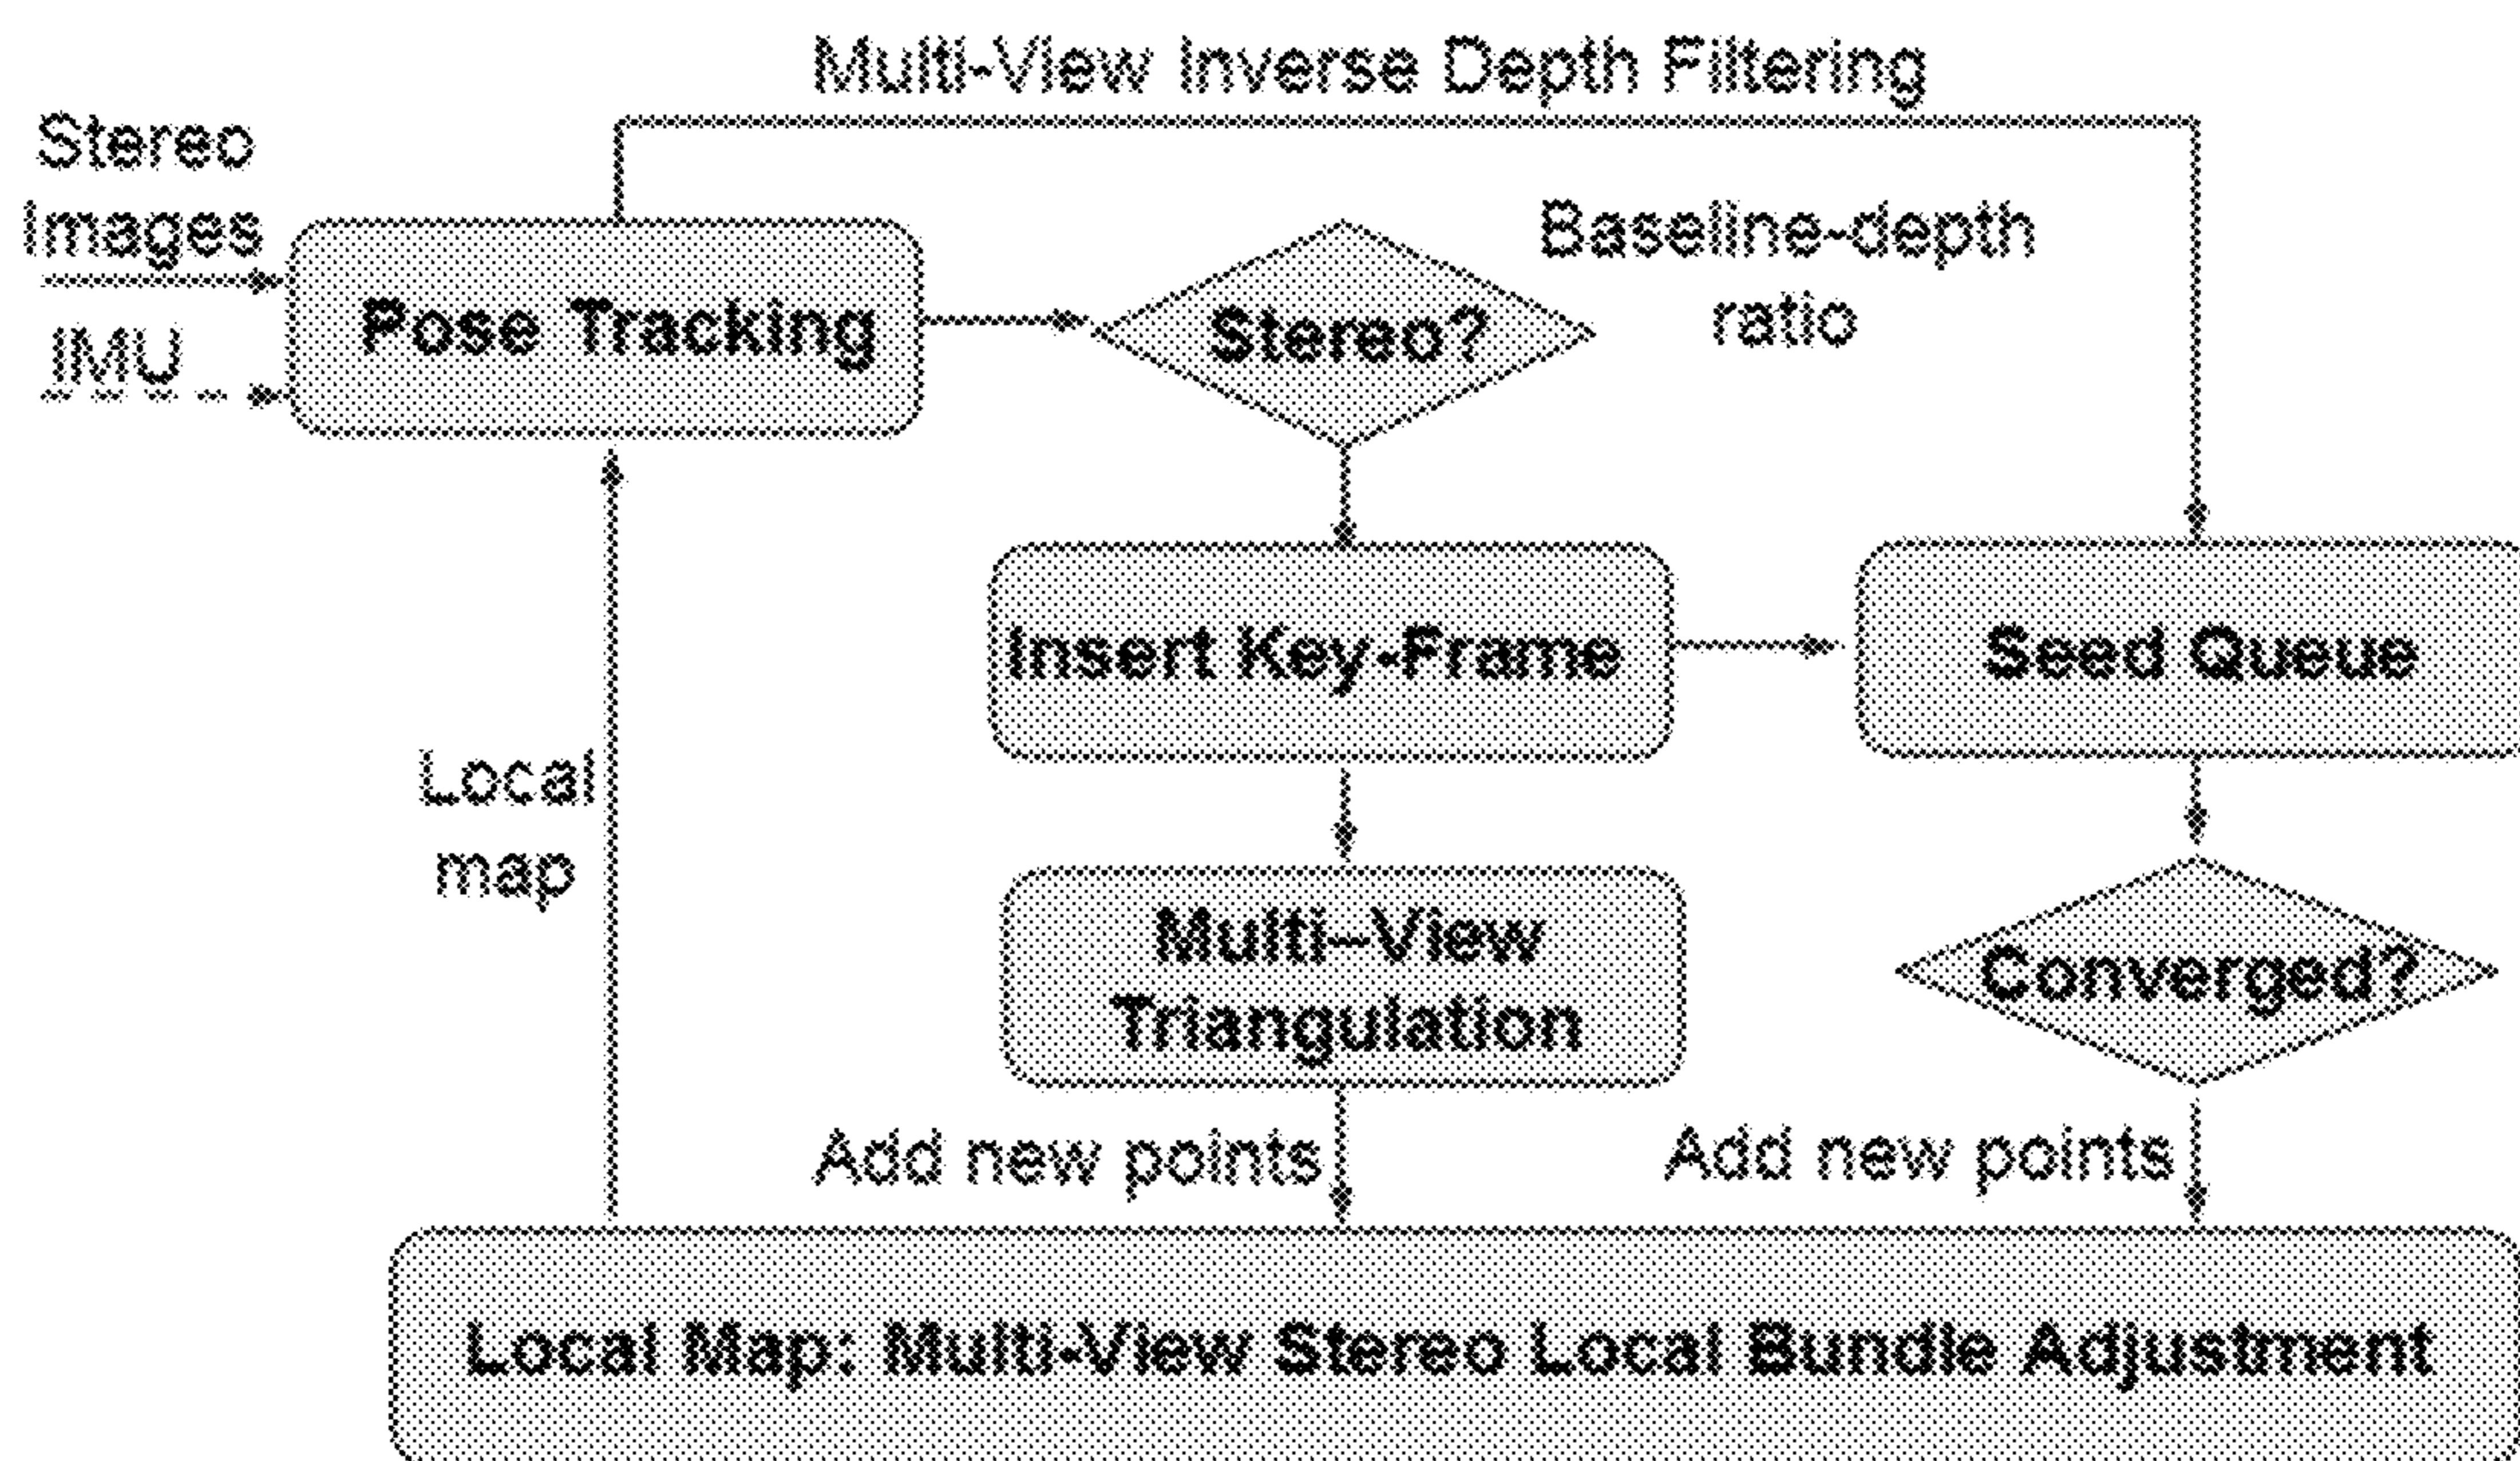 Multi-View Inverse Depth Filtering
Stereo
Images
IMU
Pose Tracking
Stereo?
Baseline-depth
ratio
Insert Key-Frame
Seed Queue
Local
map
Multi-View
Triangulation
Converged?
Add new points
Add new points
Local Map: Multi-View Stereo Local Bundle Adjustment